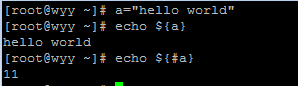 [root@wyy ~]# a="hello world"
[root@wyy ~]# echo ${a}
hello world
[root@wyy ~]# echo ${#a}
11